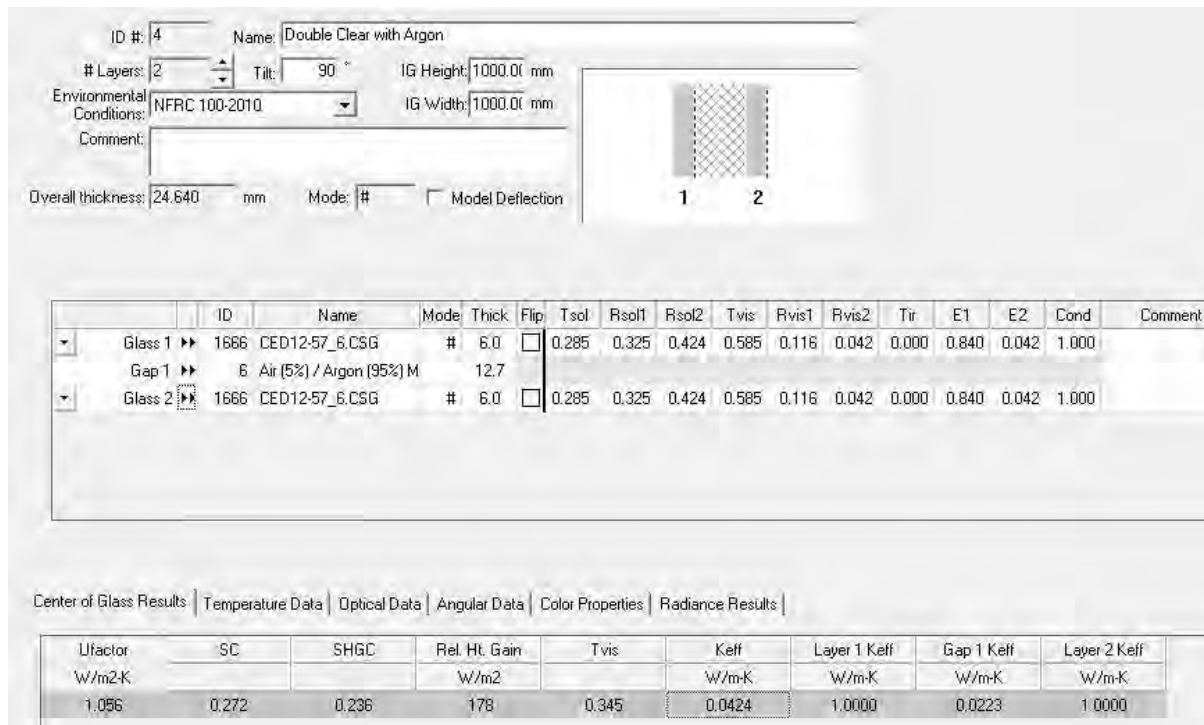 ID #: 4 Name: Double Clear with Argon
# Layers: 2 Tilt: 90 ° IG Height: 1000.0( mm
Environmental Conditions: NFRC 100-2010 IG Width: 1000.0( mm
Comment:
Overall thickness: 24.640 mm Mode: # Model Deflection
1 2
ID Name Mode Thick Flip Tsol Rsol1 Rsol2 Tvis Rvis1 Rvis2 Tir E1 E2 Cond Comment
Glass 1 ▸▸ 1666 CED12-57_6.CSG # 6.0 0.285 0.325 0.424 0.585 0.116 0.042 0.000 0.840 0.042 1.000
Gap 1 ▸▸ 6 Air (5%) / Argon (95%) M 12.7
Glass 2 ▸▸ 1666 CED12-57_6.CSG # 6.0 0.285 0.325 0.424 0.585 0.116 0.042 0.000 0.840 0.042 1.000
Center of Glass Results | Temperature Data | Optical Data | Angular Data | Color Properties | Radiance Results |
Ufactor SC SHGC Rel. Ht. Gain Tvis Keff Layer 1 Keff Gap 1 Keff Layer 2 Keff
W/m2-K W/m2 W/m-K W/m-K W/m-K W/m-K
1.056 0.272 0.236 178 0.345 0.0424 1.0000 0.0223 1.0000